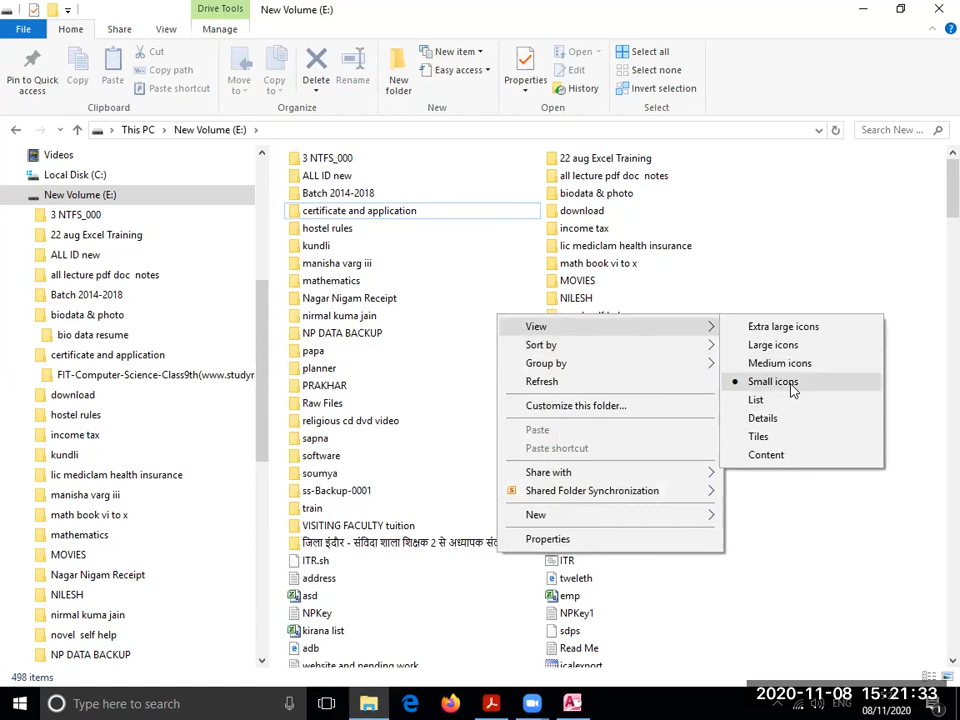 Drive Tools
New Volume (E:)
File
Home
Share
View
Manage
Pin to Quick access
Copy
Paste
Cut
Copy path
Paste shortcut
Clipboard
Move to
Copy to
Delete
Rename
Organize
New folder
New item
Easy access
New
Properties
Open
Edit
History
Open
Select all
Select none
Invert selection
Select
This PC
New Volume (E:)
Search New ...
Videos
Local Disk (C:)
New Volume (E:)
3 NTFS_000
22 aug Excel Training
ALL ID new
all lecture pdf doc notes
Batch 2014-2018
biodata & photo
bio data resume
certificate and application
FIT-Computer-Science-Class9th(www.studyr
download
hostel rules
income tax
kundli
lic mediclam health insurance
manisha varg iii
math book vi to x
mathematics
MOVIES
Nagar Nigam Receipt
NILESH
nirmal kuma jain
novel self help
NP DATA BACKUP
3 NTFS_000
ALL ID new
Batch 2014-2018
certificate and application
hostel rules
kundli
manisha varg iii
mathematics
Nagar Nigam Receipt
nirmal kuma jain
NP DATA BACKUP
papa
planner
PRAKHAR
Raw Files
religious cd dvd video
sapna
software
soumya
ss-Backup-0001
train
VISITING FACULTY tuition
जिला इंदौर - संविदा शाला शिक्षक 2 से अध्यापक
ITR.sh
address
asd
NPKey
kirana list
adb
website and pending work
22 aug Excel Training
all lecture pdf doc notes
biodata & photo
download
income tax
lic mediclam health insurance
math book vi to x
MOVIES
NILESH
ITR
tweleth
emp
NPKey1
sdps
Read Me
icalexport
View
Sort by
Group by
Refresh
Customize this folder...
Paste
Paste shortcut
Share with
Shared Folder Synchronization
New
Properties
Extra large icons
Large icons
Medium icons
Small icons
List
Details
Tiles
Content
498 items
Type here to search
ENG
2020-11-08 15:21:33
08/11/2020